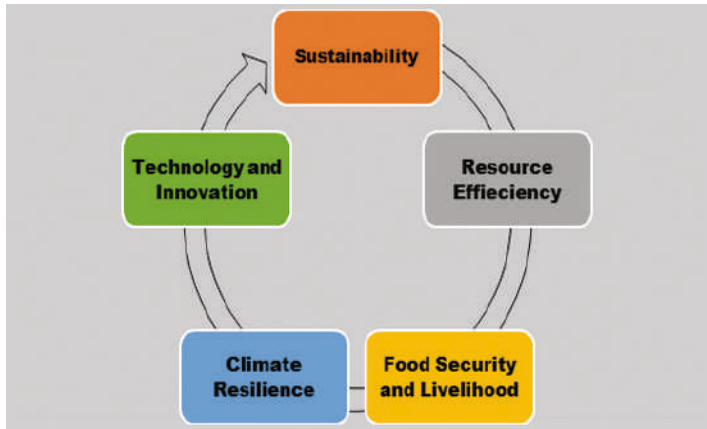 Sustainability
Resource
Effieciency
Food Security
and Livelihood
Climate
Resilience
Technology and
Innovation